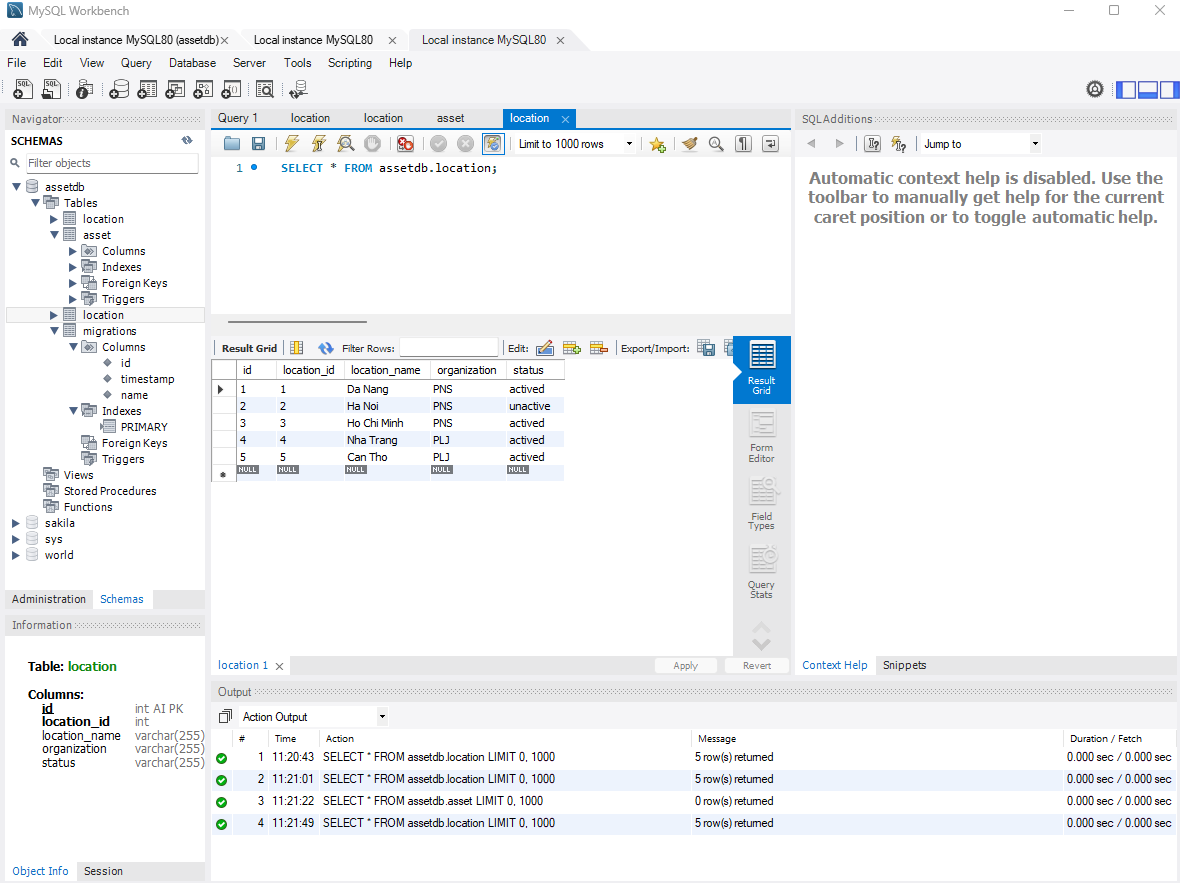 MySQL Workbench
Local instance MySQL80 (assetdb) Local instance MySQL80 Local instance MySQL80
File Edit View Query Database Server Tools Scripting Help
Navigator
SCHEMAS
Filter objects
assetdb
Tables
location
asset
Columns
Indexes
Foreign Keys
Triggers
location
migrations
Columns
id
timestamp
name
Indexes
PRIMARY
Foreign Keys
Triggers
Views
Stored Procedures
Functions
sakila
sys
world
Administration Schemas
Information
Table: location
Columns:
id int AI PK
location_id int
location_name varchar(255)
organization varchar(255)
status varchar(255)
Object Info Session
Query 1 location location asset location
Limit to 1000 rows
1 SELECT * FROM assetdb.location;
Result Grid Filter Rows: Edit: Export/Import:
id location_id location_name organization status
1 1 Da Nang PNS actived
2 2 Ha Noi PNS unactive
3 3 Ho Chi Minh PNS actived
4 4 Nha Trang PLJ actived
5 5 Can Tho PLJ actived
NULL NULL NULL NULL NULL
Result
Grid
Form
Editor
Field
Types
Query
Stats
location 1 Apply Revert
SQLAdditions
Jump to
Automatic context help is disabled. Use the
toolbar to manually get help for the current
caret position or to toggle automatic help.
Context Help Snippets
Output
Action Output
# Time Action Message Duration / Fetch
1 11:20:43 SELECT * FROM assetdb.location LIMIT 0, 1000 5 row(s) returned 0.000 sec / 0.000 sec
2 11:21:01 SELECT * FROM assetdb.location LIMIT 0, 1000 5 row(s) returned 0.000 sec / 0.000 sec
3 11:21:22 SELECT * FROM assetdb.asset LIMIT 0, 1000 0 row(s) returned 0.000 sec / 0.000 sec
4 11:21:49 SELECT * FROM assetdb.location LIMIT 0, 1000 5 row(s) returned 0.000 sec / 0.000 sec